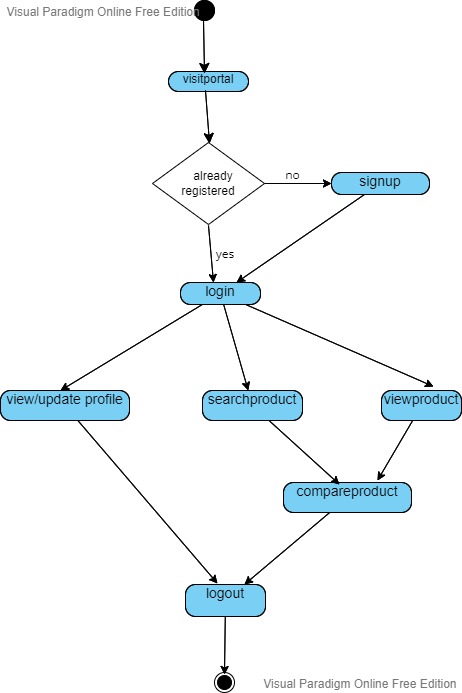 Visual Paradigm Online Free Edition
visitportal
already
registered
no
signup
yes
login
view/update profile
searchproduct
viewproduct
compareproduct
logout
Visual Paradigm Online Free Edition